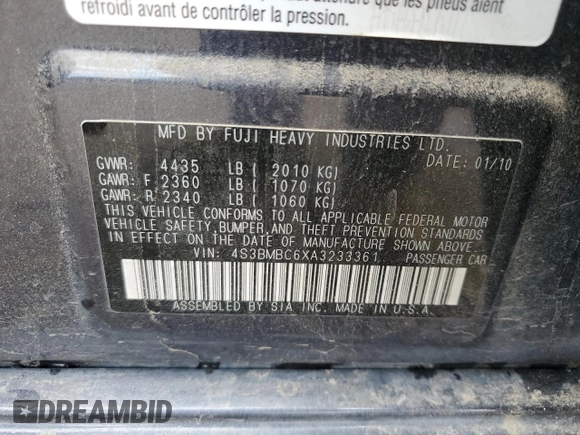 refroidi avant de contrôler la pression.
MFD BY FUJI HEAVY INDUSTRIES LTD.
DATE: 01/10
GVWR: 4435 LB ( 2010 KG)
GAWR: F 2360 LB ( 1070 KG)
GAWR: R 2340 LB ( 1060 KG)
THIS VEHICLE CONFORMS TO ALL APPLICABLE FEDERAL MOTOR
VEHICLE SAFETY, BUMPER, AND THEFT PREVENTION STANDARDS
IN EFFECT ON THE DATE OF MANUFACTURE SHOWN ABOVE.
VIN: 4S3BMBC6XA3233361 PASSENGER CAR
ASSEMBLED BY SIA INC. MADE IN U.S.A.
DREAMBID